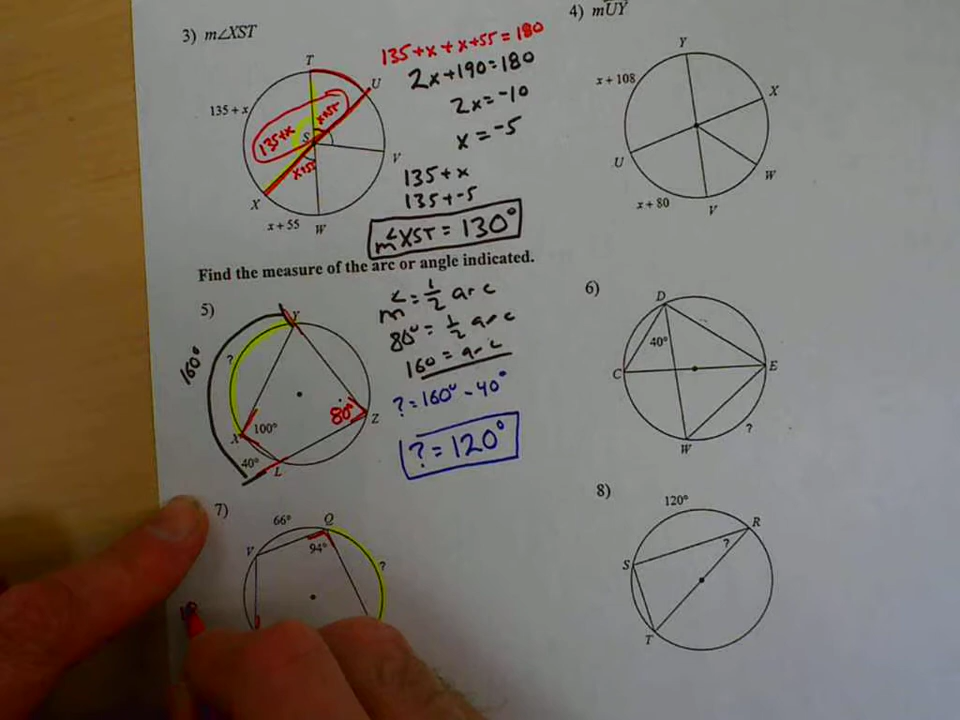 3) m∠XST
T
U
135 + x
135+x
x+55
S
V
x+55
X
x + 55
W
135+x + x+55 = 180
2x+190=180
2x = -10
x = -5
135 + x
135 + -5
m∠XST = 130°
4) mUY
Y
x + 108
X
U
W
x + 80
V
Find the measure of the arc or angle indicated.
5)
Y
160°
?
80°
Z
X
100°
40°
L
m∠ = 1/2 arc
80° = 1/2 arc
160 = arc
? = 160° - 40°
? = 120°
6)
D
40°
C
E
W
?
7)
66°
Q
V
94°
?
8)
120°
R
?
S
T